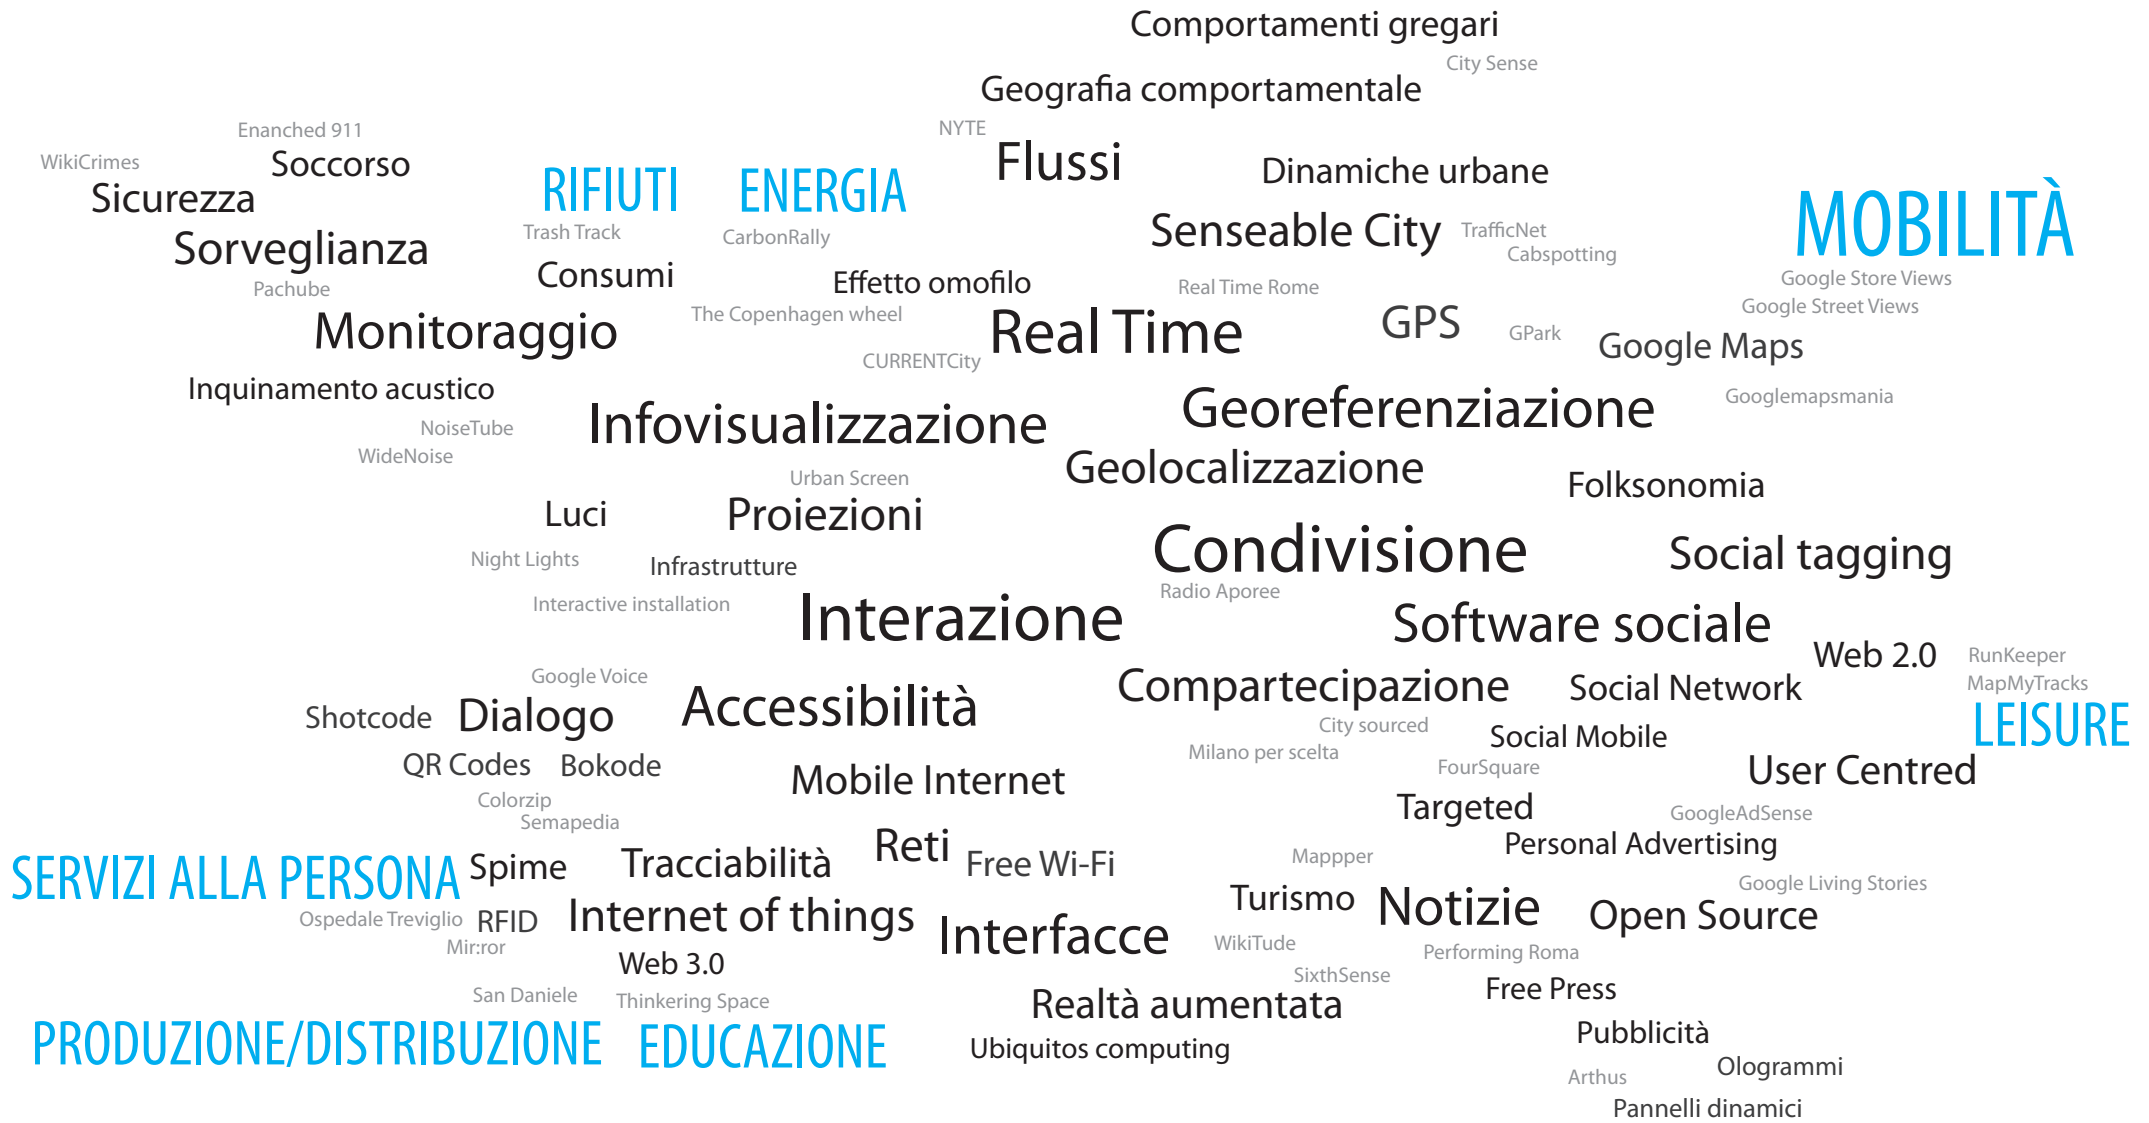 Comportamenti gregari
City Sense
Geografia comportamentale
Enanched 911
NYTE
WikiCrimes
Soccorso
Flussi
Dinamiche urbane
Sicurezza
RIFIUTI
ENERGIA
MOBILITÀ
Trash Track
CarbonRally
Senseable City
TrafficNet
Sorveglianza
Cabspotting
Consumi
Effetto omofilo
Google Store Views
Pachube
Real Time Rome
Google Street Views
The Copenhagen wheel
Monitoraggio
Real Time
GPS
GPark
Google Maps
CURRENTCity
Inquinamento acustico
Googlemapsmania
Georeferenziazione
NoiseTube
Infovisualizzazione
WideNoise
Geolocalizzazione
Urban Screen
Folksonomia
Luci
Proiezioni
Condivisione
Social tagging
Night Lights
Infrastrutture
Radio Aporee
Interactive installation
Interazione
Software sociale
Web 2.0
RunKeeper
Google Voice
MapMyTracks
Compartecipazione
Social Network
Accessibilità
Shotcode
Dialogo
City sourced
LEISURE
Social Mobile
Milano per scelta
QR Codes
Bokode
FourSquare
User Centred
Mobile Internet
Colorzip
Targeted
GoogleAdSense
Semapedia
Reti
Personal Advertising
Mappper
SERVIZI ALLA PERSONA
Spime
Tracciabilità
Free Wi-Fi
Google Living Stories
Turismo
Notizie
Ospedale Treviglio
RFID
Internet of things
Open Source
Interfacce
WikiTude
Mir:ror
Performing Roma
Web 3.0
SixthSense
San Daniele
Thinkering Space
Free Press
Realtà aumentata
PRODUZIONE/DISTRIBUZIONE
EDUCAZIONE
Pubblicità
Ubiquitos computing
Ologrammi
Arthus
Pannelli dinamici